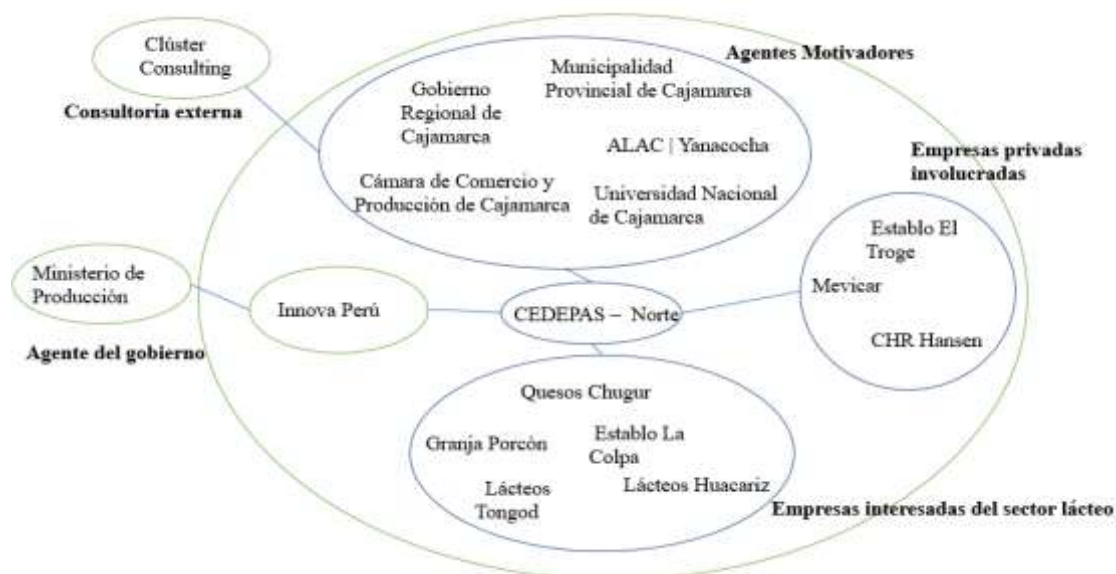 Clúster
Consulting
Consultoría externa
Agentes Motivadores
Municipalidad
Provincial de Cajamarca
Gobierno
Regional de
Cajamarca
ALAC | Yanacocha
Cámara de Comercio y
Producción de Cajamarca
Universidad Nacional
de Cajamarca
Empresas privadas
involucradas
Establo El
Troge
Mevicar
CHR Hansen
Ministerio de
Producción
Agente del gobierno
Innova Perú
CEDEPAS – Norte
Quesos Chugur
Granja Porcón
Establo La
Colpa
Lácteos
Tongod
Lácteos Huacariz
Empresas interesadas del sector lácteo